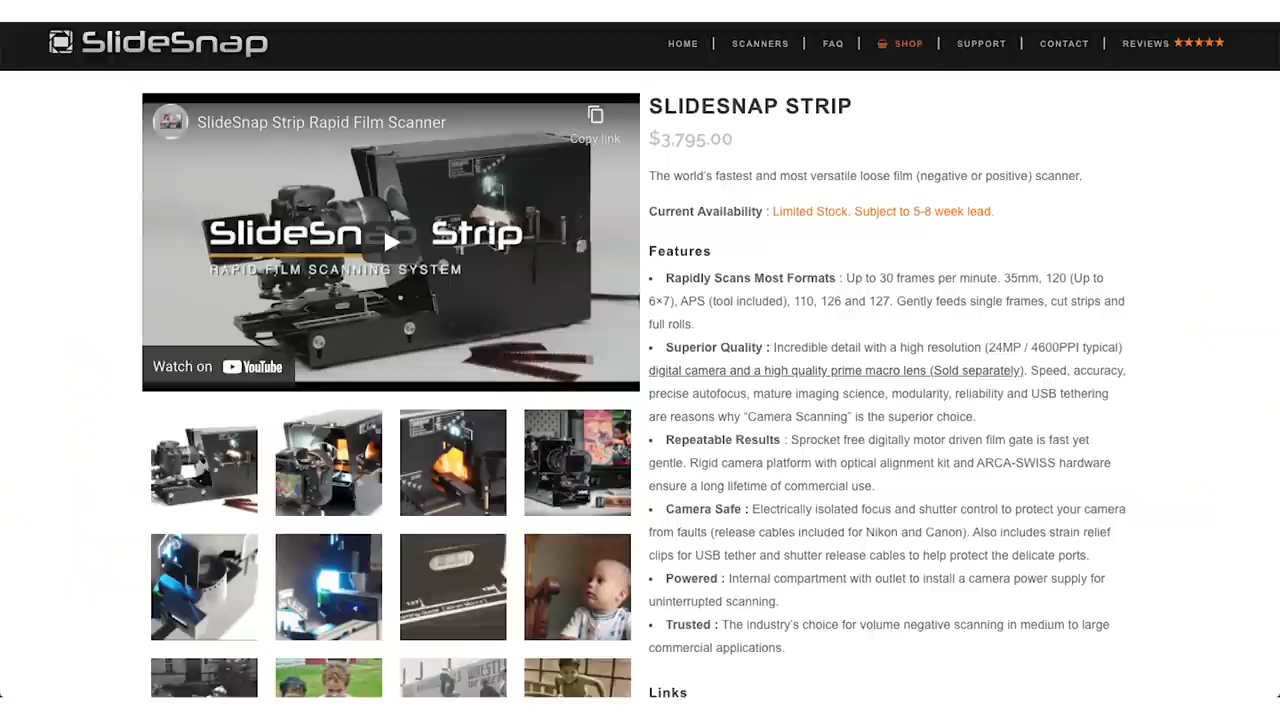 SlideSnap
HOME | SCANNERS | FAQ | SHOP | SUPPORT | CONTACT | REVIEWS ★★★★★
SlideSnap Strip Rapid Film Scanner
Copy link
SlideSnap Strip
RAPID FILM SCANNING SYSTEM
Watch on YouTube
SLIDESNAP STRIP
$3,795.00
The world's fastest and most versatile loose film (negative or positive) scanner.
Current Availability : Limited Stock. Subject to 5-8 week lead.
Features
• Rapidly Scans Most Formats : Up to 30 frames per minute. 35mm, 120 (Up to
6×7), APS (tool included), 110, 126 and 127. Gently feeds single frames, cut strips and
full rolls.
• Superior Quality : Incredible detail with a high resolution (24MP / 4600PPI typical)
digital camera and a high quality prime macro lens (Sold separately). Speed, accuracy,
precise autofocus, mature imaging science, modularity, reliability and USB tethering
are reasons why “Camera Scanning” is the superior choice.
• Repeatable Results : Sprocket free digitally motor driven film gate is fast yet
gentle. Rigid camera platform with optical alignment kit and ARCA-SWISS hardware
ensure a long lifetime of commercial use.
• Camera Safe : Electrically isolated focus and shutter control to protect your camera
from faults (release cables included for Nikon and Canon). Also includes strain relief
clips for USB tether and shutter release cables to help protect the delicate ports.
• Powered : Internal compartment with outlet to install a camera power supply for
uninterrupted scanning.
• Trusted : The industry's choice for volume negative scanning in medium to large
commercial applications.
Links